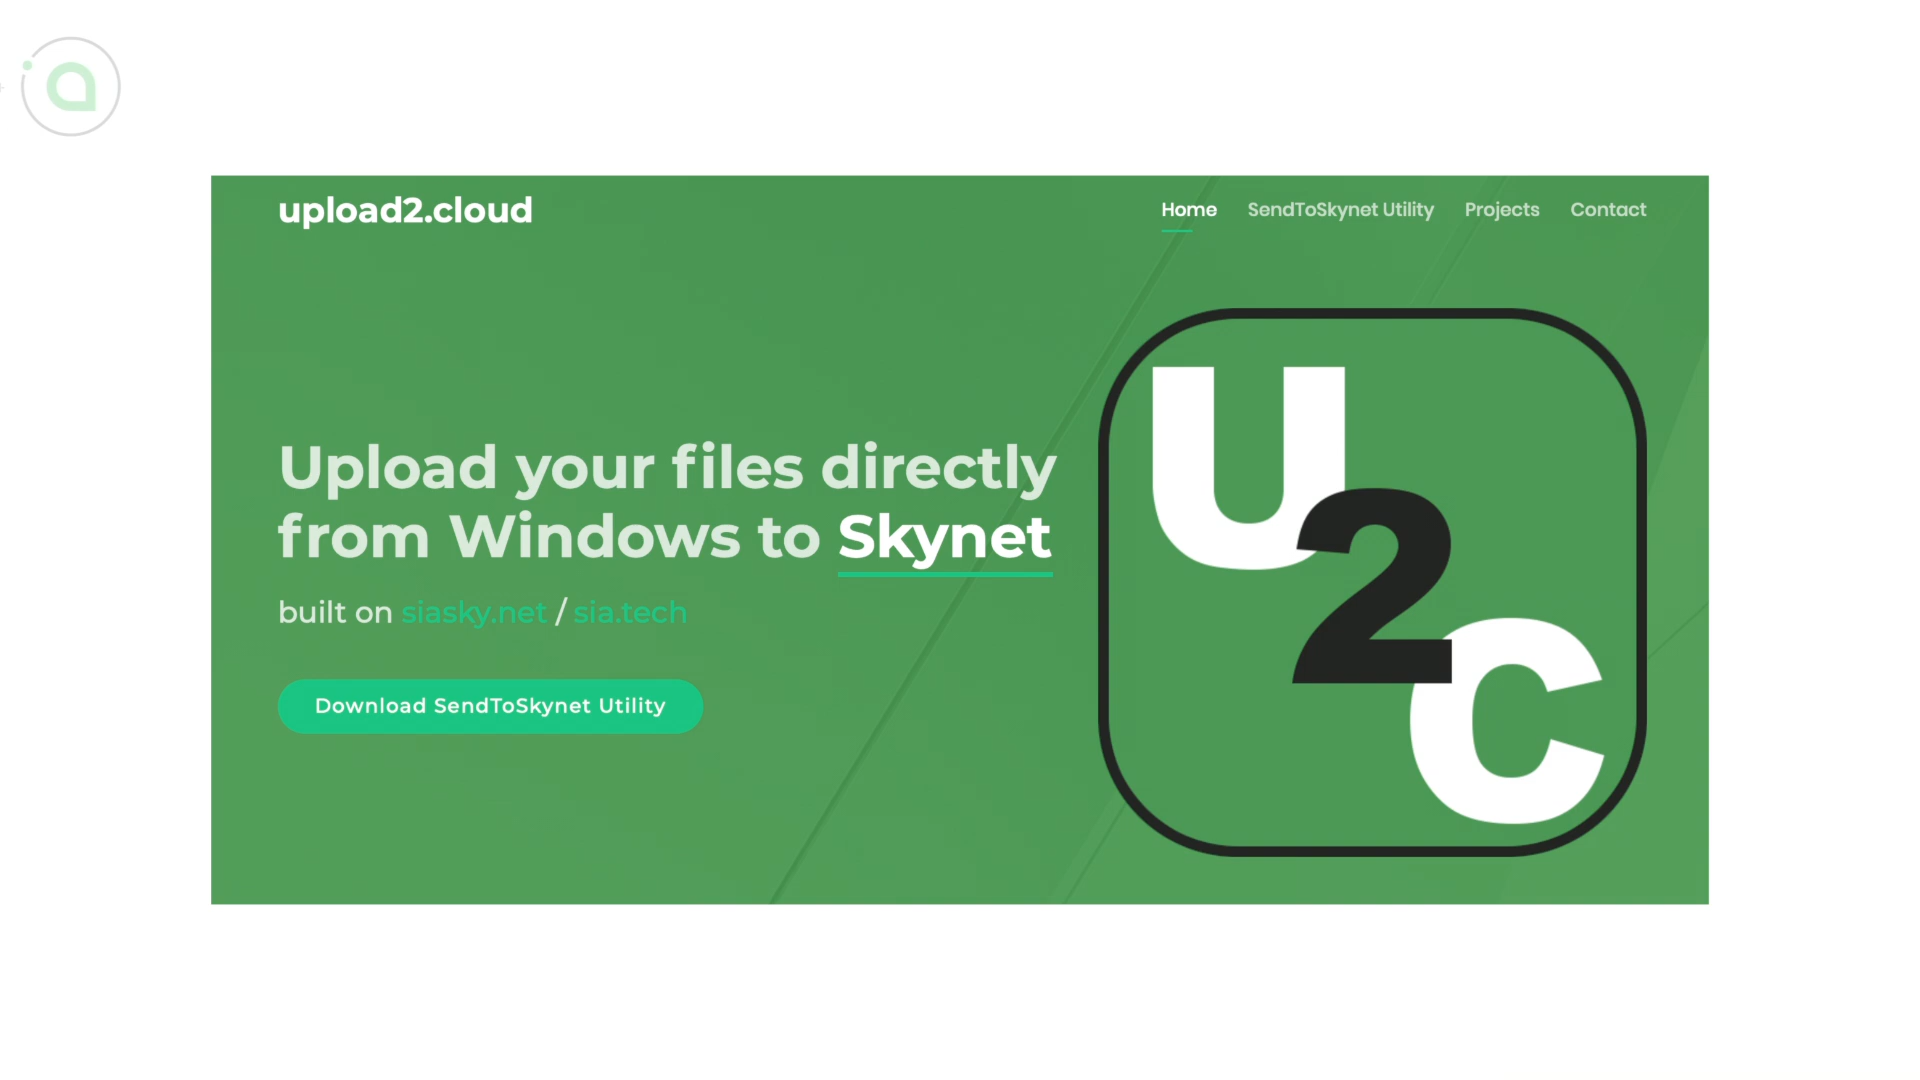 upload2.cloud
Home SendToSkynet Utility Projects Contact
Upload your files directly
from Windows to Skynet
built on siasky.net / sia.tech
Download SendToSkynet Utility
U
2
C